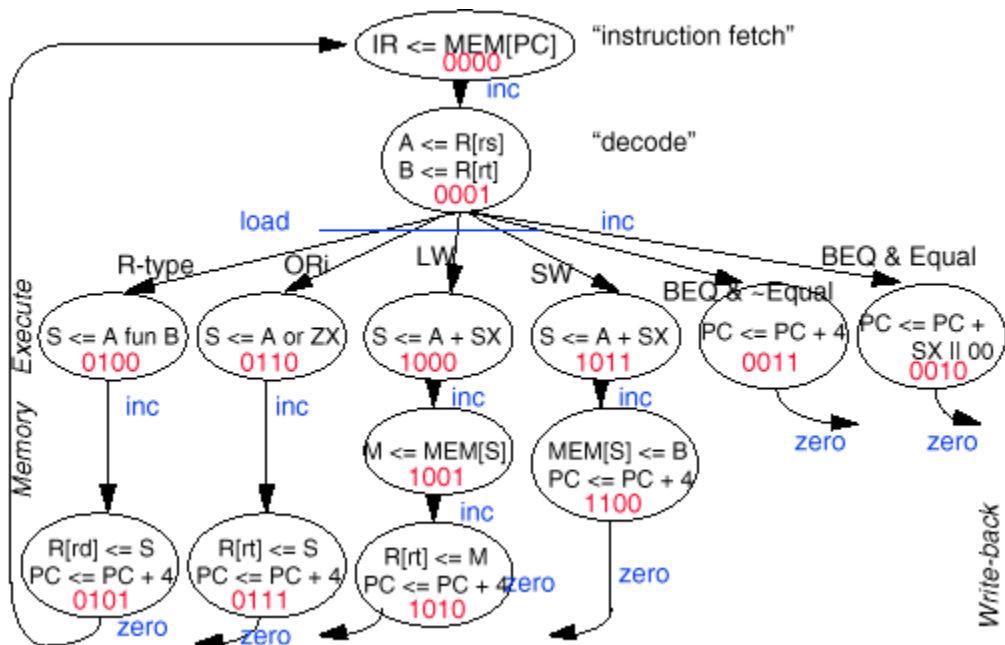 IR <= MEM[PC]
0000
"instruction fetch"
inc
A <= R[rs]
B <= R[rt]
0001
"decode"
load
inc
R-type
ORi
LW
SW
BEQ & ~Equal
BEQ & Equal
Execute
S <= A fun B
0100
S <= A or ZX
0110
S <= A + SX
1000
S <= A + SX
1011
PC <= PC + 4
0011
PC <= PC +
SX || 00
0010
inc
inc
inc
inc
zero
zero
Memory
M <= MEM[S]
1001
MEM[S] <= B
PC <= PC + 4
1100
inc
R[rd] <= S
PC <= PC + 4
0101
R[rt] <= S
PC <= PC + 4
0111
R[rt] <= M
PC <= PC + 4
1010
zero
zero
zero
zero
Write-back